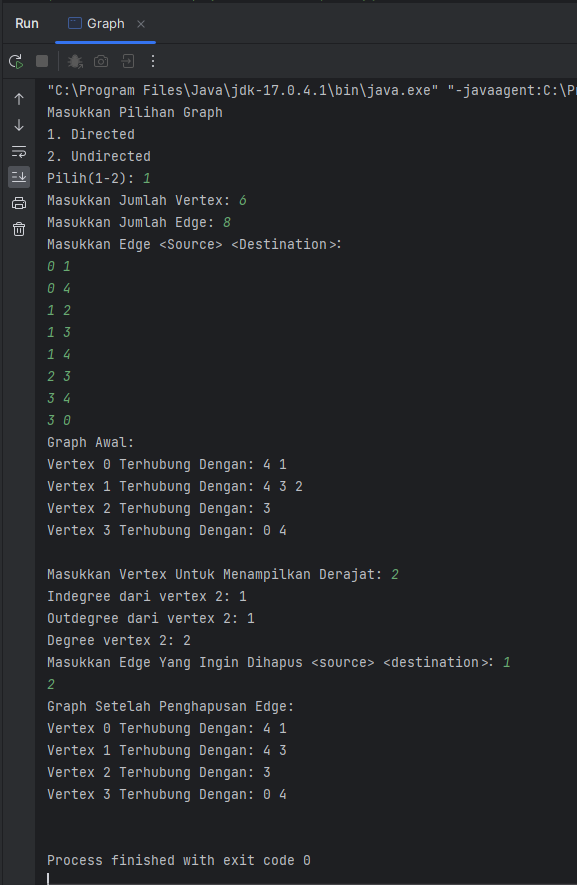 Run Graph ×
"C:\Program Files\Java\jdk-17.0.4.1\bin\java.exe" "-javaagent:C:\P
Masukkan Pilihan Graph
1. Directed
2. Undirected
Pilih(1-2): 1
Masukkan Jumlah Vertex: 6
Masukkan Jumlah Edge: 8
Masukkan Edge <Source> <Destination>:
0 1
0 4
1 2
1 3
1 4
2 3
3 4
3 0
Graph Awal:
Vertex 0 Terhubung Dengan: 4 1
Vertex 1 Terhubung Dengan: 4 3 2
Vertex 2 Terhubung Dengan: 3
Vertex 3 Terhubung Dengan: 0 4
Masukkan Vertex Untuk Menampilkan Derajat: 2
Indegree dari vertex 2: 1
Outdegree dari vertex 2: 1
Degree vertex 2: 2
Masukkan Edge Yang Ingin Dihapus <source> <destination>: 1
2
Graph Setelah Penghapusan Edge:
Vertex 0 Terhubung Dengan: 4 1
Vertex 1 Terhubung Dengan: 4 3
Vertex 2 Terhubung Dengan: 3
Vertex 3 Terhubung Dengan: 0 4
Process finished with exit code 0